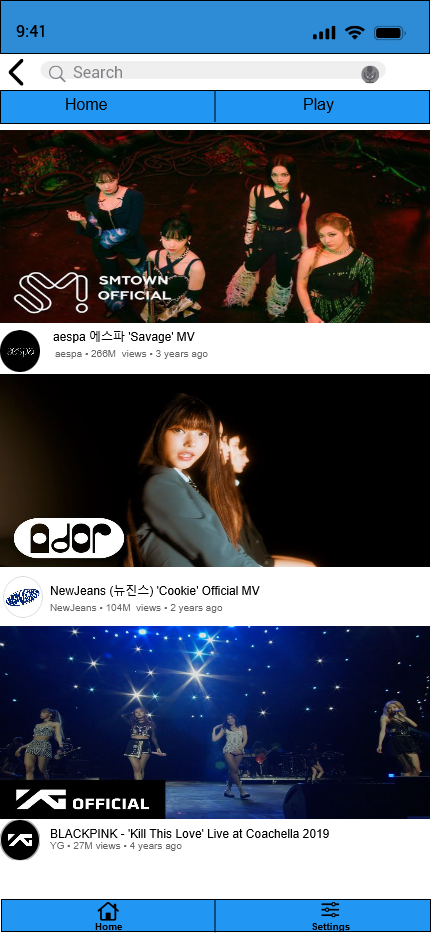 9:41
Search
Home
Play
SMTOWN
OFFICIAL
aespa
aespa 에스파 'Savage' MV
aespa • 266M views • 3 years ago
ador
NewJeans (뉴진스) 'Cookie' Official MV
NewJeans • 104M views • 2 years ago
YG OFFICIAL
YG
BLACKPINK - 'Kill This Love' Live at Coachella 2019
YG • 27M views • 4 years ago
Home
Settings